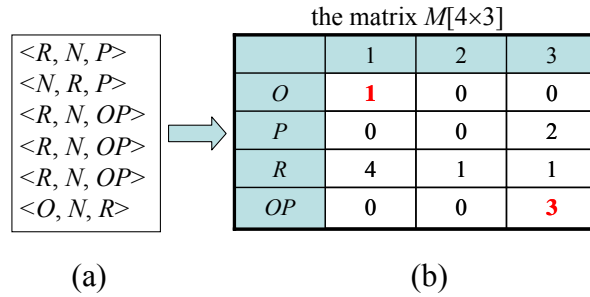 the matrix M[4×3]
<R, N, P>
<N, R, P>
<R, N, OP>
<R, N, OP>
<R, N, OP>
<O, N, R>
1 2 3
O 1 0 0
P 0 0 2
R 4 1 1
OP 0 0 3
(a) (b)